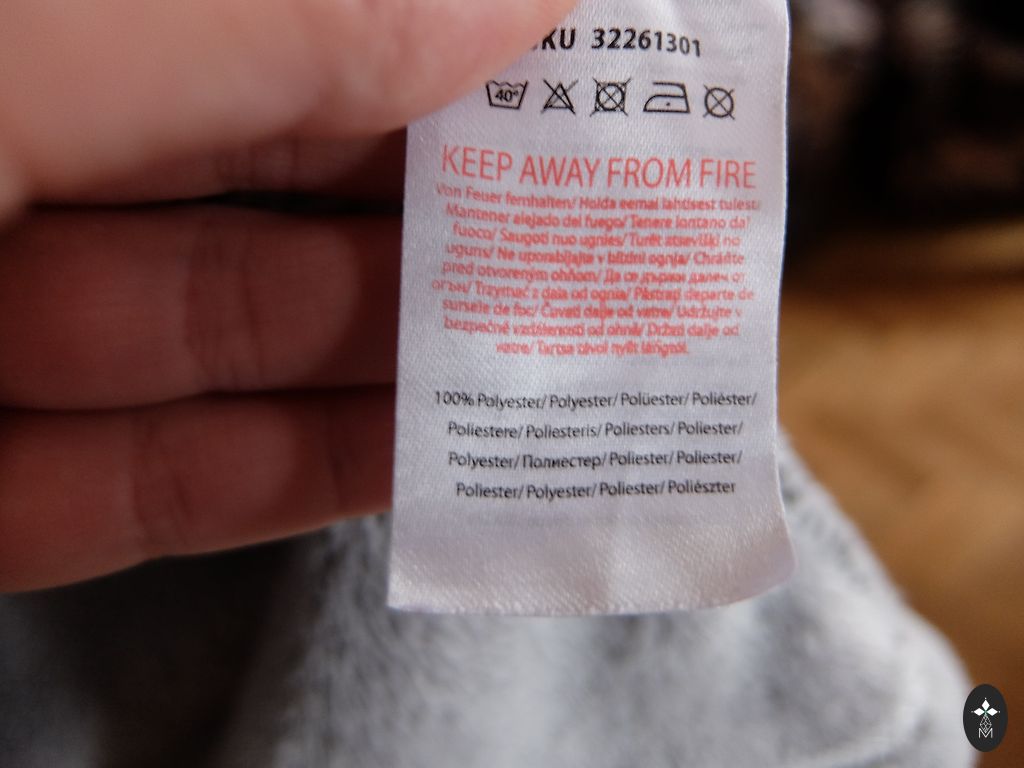 KU 32261301
40°
KEEP AWAY FROM FIRE
Von Feuer fernhalten/ Hoida eemal lahtisest tulest/
Mantener alejado del fuego/ Tenere lontano dal
fuoco/ Saugoti nuo ugnies/ Turēt atsevišķi no
uguns/ Ne uporabljajte v bližini ognja/ Chráňte
pred otvoreným ohňom/ Да се държи далеч от
огън/ Trzymać z dala od ognia/ Păstrați departe de
sursele de foc/ Čuvati dalje od vatre/ Udržujte v
bezpečné vzdálenosti od ohně/ Držati dalje od
vatre/ Tartsa távol nyílt lángtól.
100% Polyester/ Polyester/ Polüester/ Poliéster/
Poliestere/ Poliesteris/ Poliesters/ Poliester/
Polyester/ Полиестер/ Poliester/ Poliester/
Poliester/ Polyester/ Poliester/ Poliészter
M